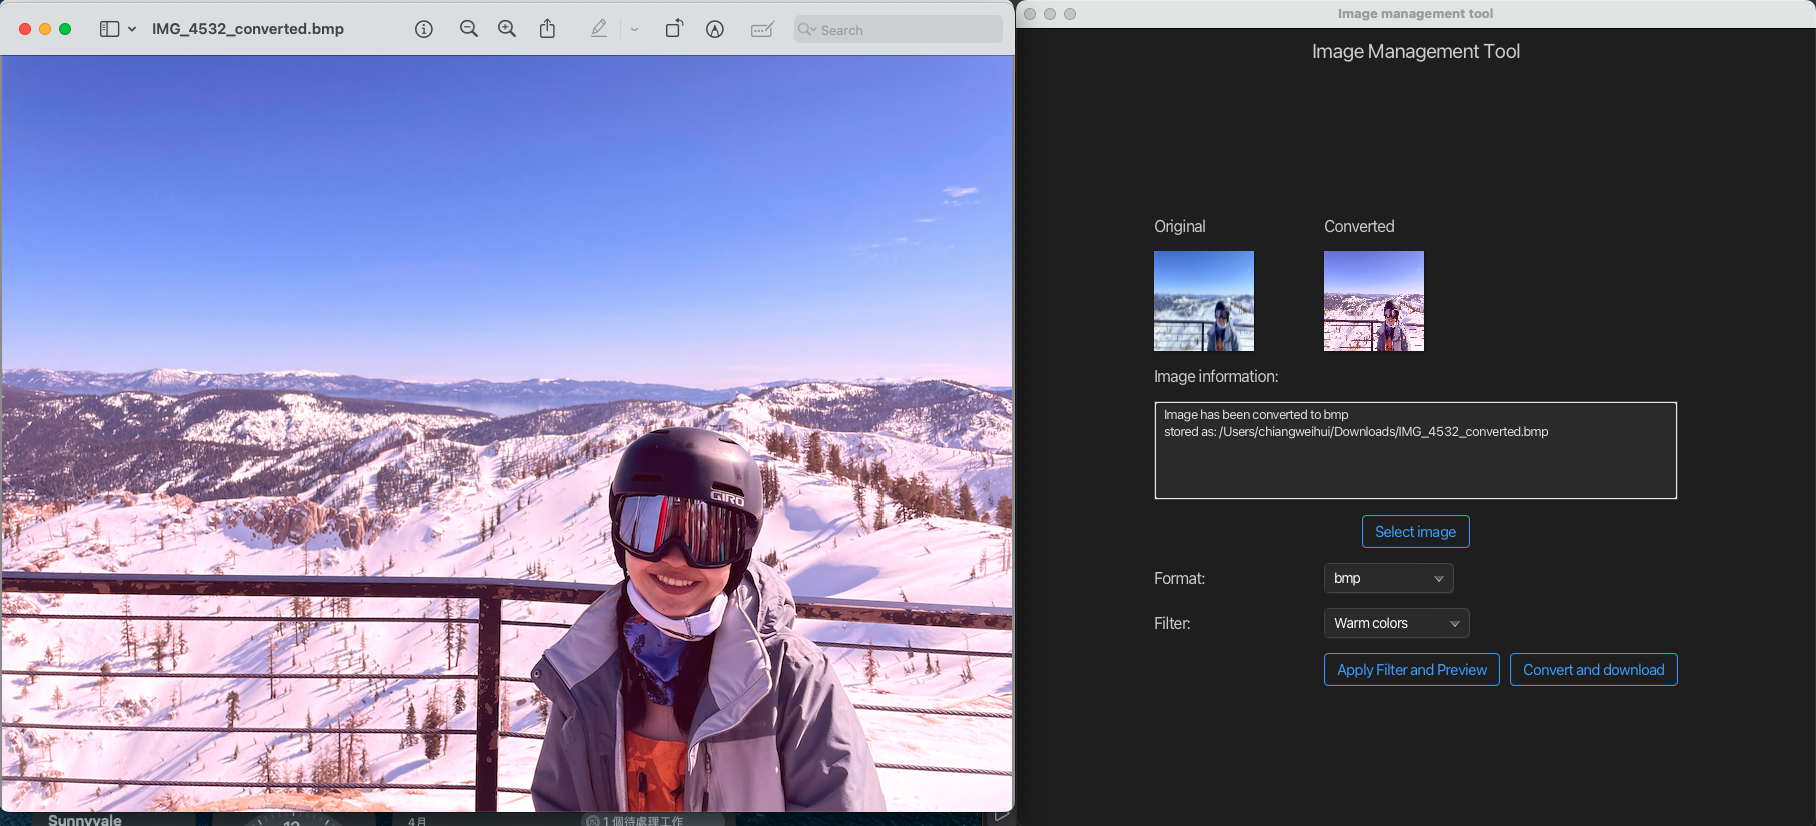 IMG_4532_converted.bmp
Search
GIRO
Sunnyvale
12
4月
1 個待處理工作
Image management tool
Image Management Tool
Original
Converted
Image information:
Image has been converted to bmp
stored as: /Users/chiangweihui/Downloads/IMG_4532_converted.bmp
Select image
Format:
bmp
Filter:
Warm colors
Apply Filter and Preview
Convert and download